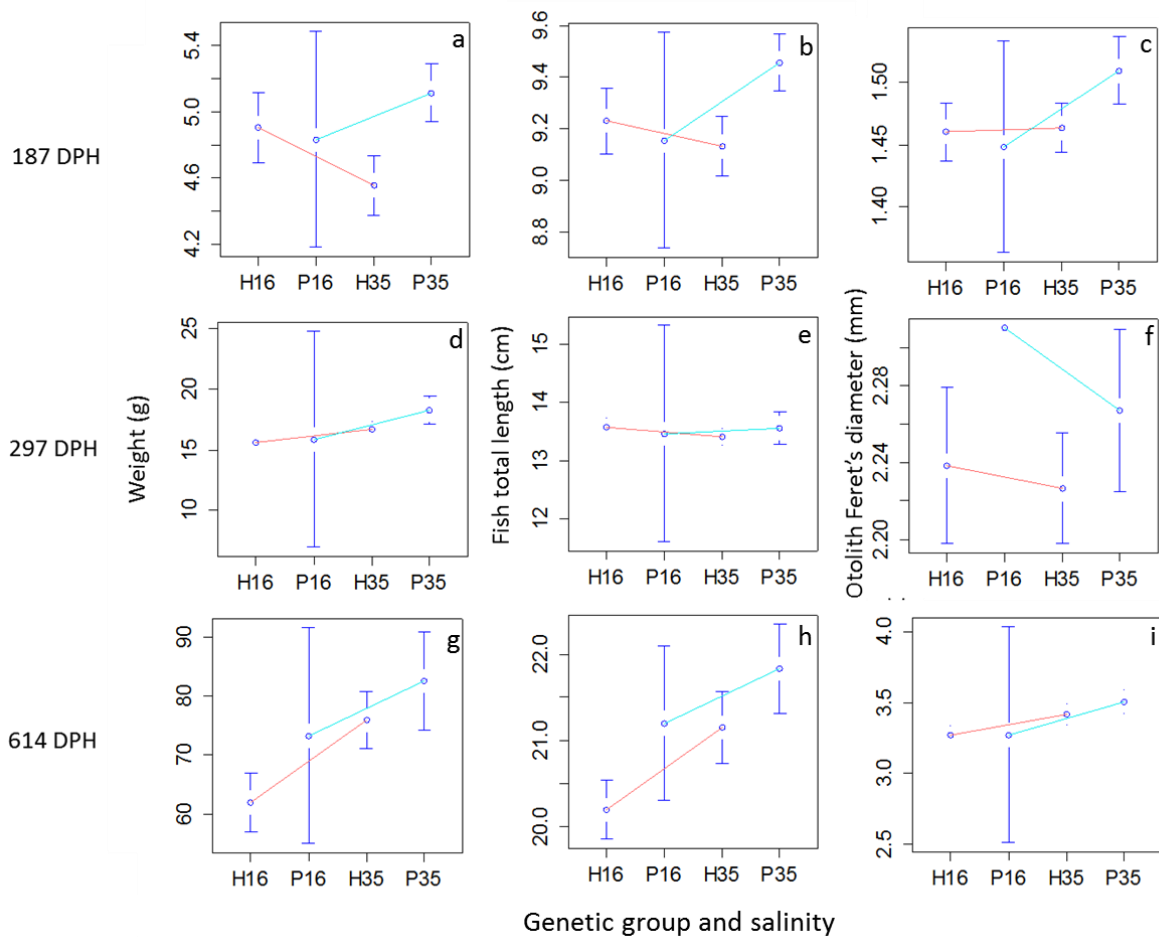 a
5.4
5.0
4.6
4.2
H16 P16 H35 P35
b
9.6
9.4
9.2
9.0
8.8
H16 P16 H35 P35
c
1.50
1.45
1.40
H16 P16 H35 P35
187 DPH
d
25
20
15
10
H16 P16 H35 P35
e
15
14
13
12
H16 P16 H35 P35
f
2.28
2.24
2.20
H16 P16 H35 P35
297 DPH
Weight (g)
Fish total length (cm)
Otolith Feret's diameter (mm)
g
90
80
70
60
H16 P16 H35 P35
h
22.0
21.0
20.0
H16 P16 H35 P35
i
4.0
3.5
3.0
2.5
H16 P16 H35 P35
614 DPH
Genetic group and salinity